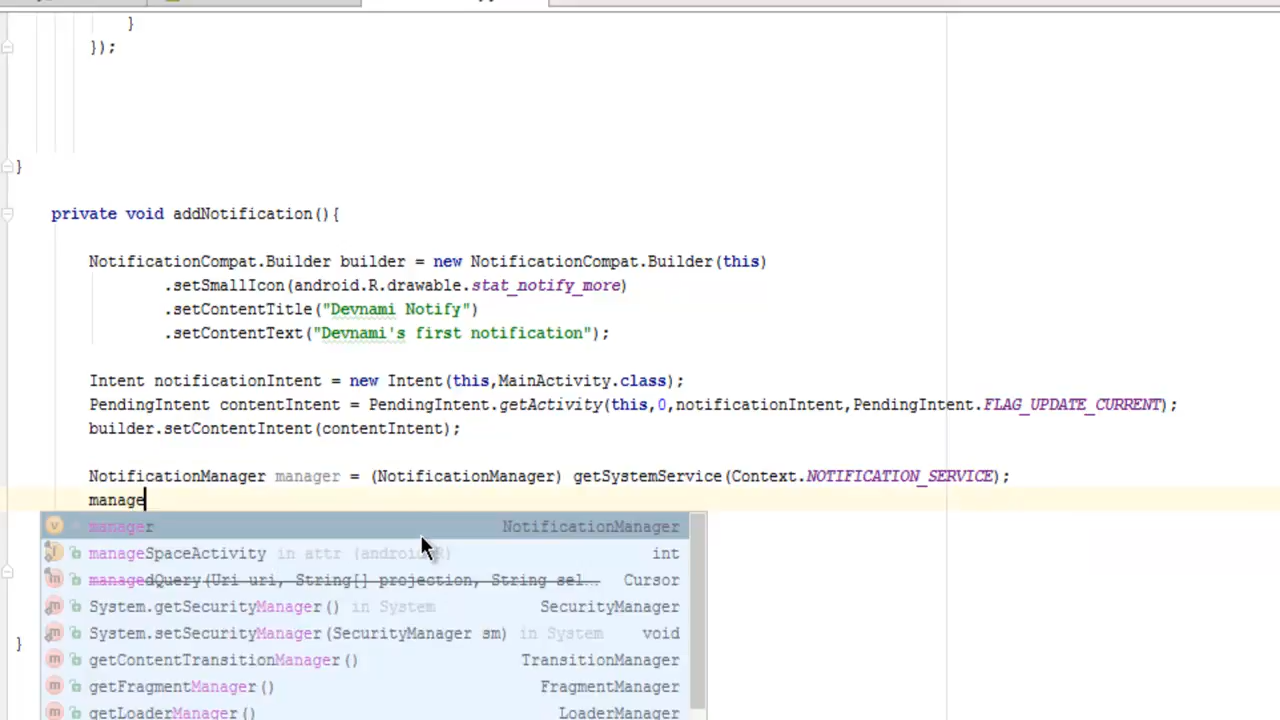 }
});
}
private void addNotification(){
NotificationCompat.Builder builder = new NotificationCompat.Builder(this)
.setSmallIcon(android.R.drawable.stat_notify_more)
.setContentTitle("Devnami Notify")
.setContentText("Devnami's first notification");
Intent notificationIntent = new Intent(this,MainActivity.class);
PendingIntent contentIntent = PendingIntent.getActivity(this,0,notificationIntent,PendingIntent.FLAG_UPDATE_CURRENT);
builder.setContentIntent(contentIntent);
NotificationManager manager = (NotificationManager) getSystemService(Context.NOTIFICATION_SERVICE);
manage
manager NotificationManager
manageSpaceActivity in attr (android.R) int
managedQuery(Uri uri, String[] projection, String sel... Cursor
System.getSecurityManager() in System SecurityManager
System.setSecurityManager(SecurityManager sm) in System void
getContentTransitionManager() TransitionManager
}
getFragmentManager() FragmentManager
getLoaderManager() LoaderManager